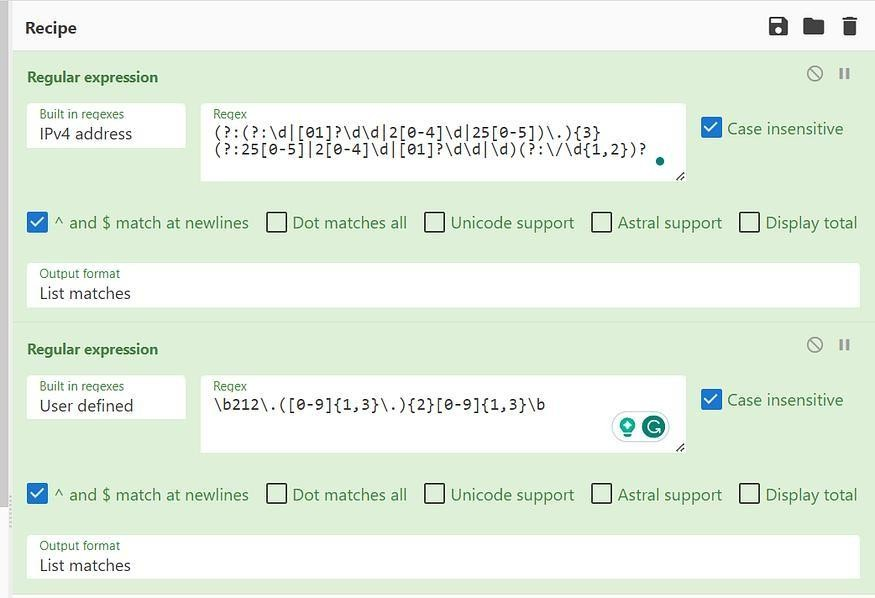 Recipe
Regular expression
Built in regexes
IPv4 address
Regex
(?:(?:\d|[01]?\d\d|2[0-4]\d|25[0-5])\.){3}
(?:25[0-5]|2[0-4]\d|[01]?\d\d|\d)(?:\/\d{1,2})?
Case insensitive
^ and $ match at newlines
Dot matches all
Unicode support
Astral support
Display total
Output format
List matches
Regular expression
Built in regexes
User defined
Regex
\b212\.([0-9]{1,3}\.){2}[0-9]{1,3}\b
Case insensitive
^ and $ match at newlines
Dot matches all
Unicode support
Astral support
Display total
Output format
List matches